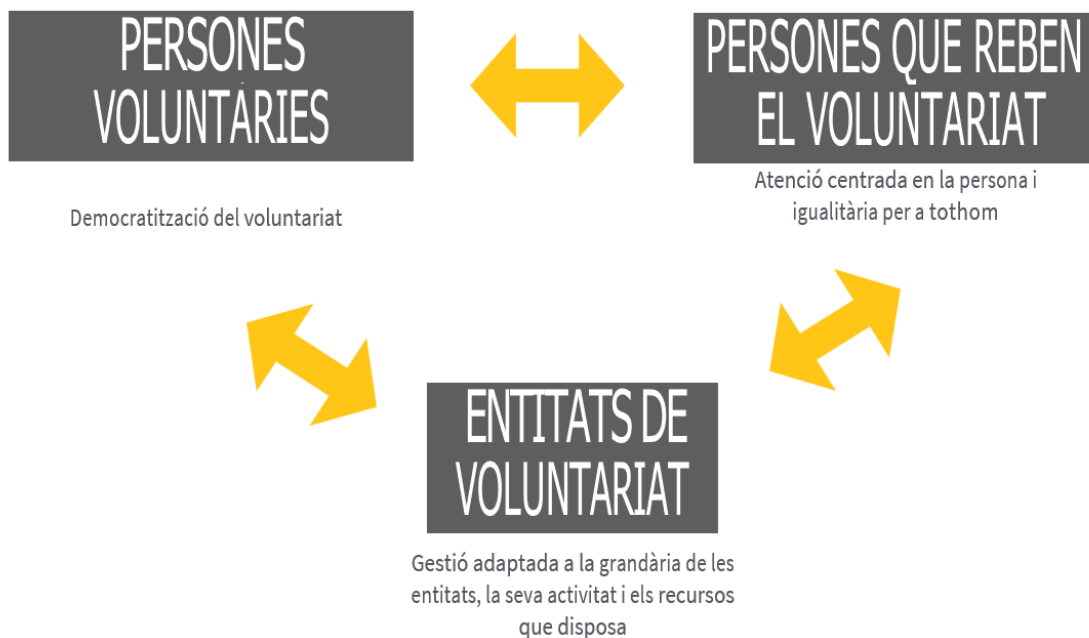 PERSONES
VOLUNTÀRIES
Democratització del voluntariat
PERSONES QUE REBEN
EL VOLUNTARIAT
Atenció centrada en la persona i
igualitària per a tothom
ENTITATS DE
VOLUNTARIAT
Gestió adaptada a la grandària de les
entitats, la seva activitat i els recursos
que disposa